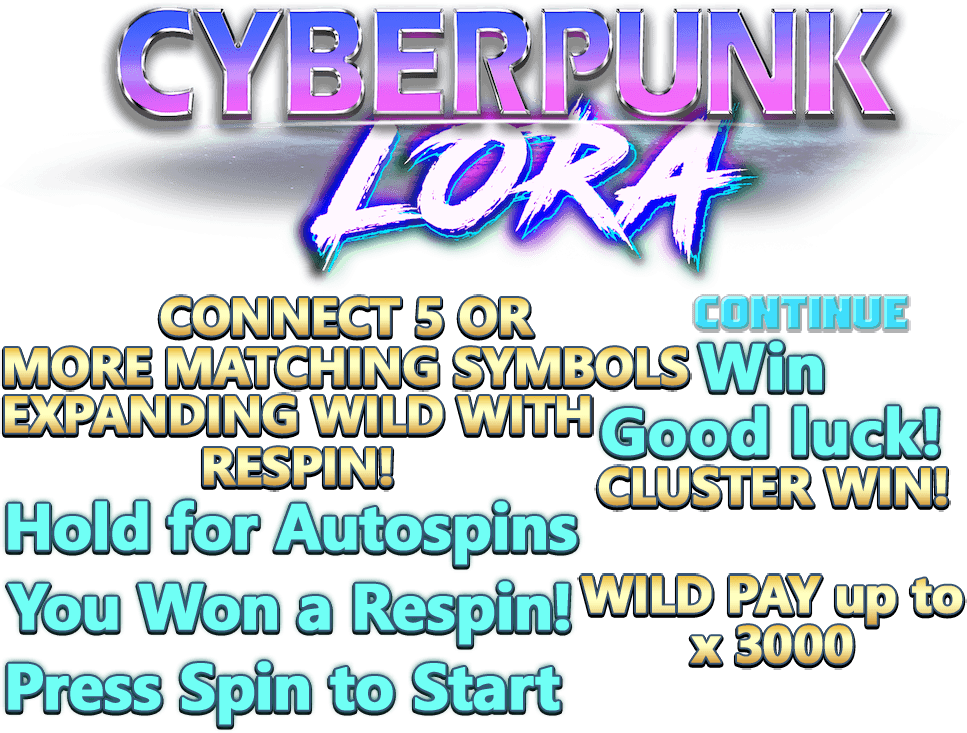 CYBERPUNK
LORA
CONNECT 5 OR
MORE MATCHING SYMBOLS
EXPANDING WILD WITH
RESPIN!
CONTINUE
Win
Good luck!
CLUSTER WIN!
Hold for Autospins
You Won a Respin!
Press Spin to Start
WILD PAY up to
x 3000